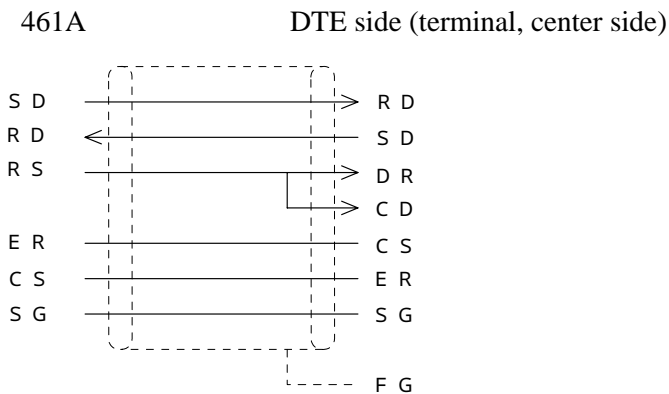 461A DTE side (terminal, center side)
S D R D
R D S D
R S D R
C D
E R C S
C S E R
S G S G
F G